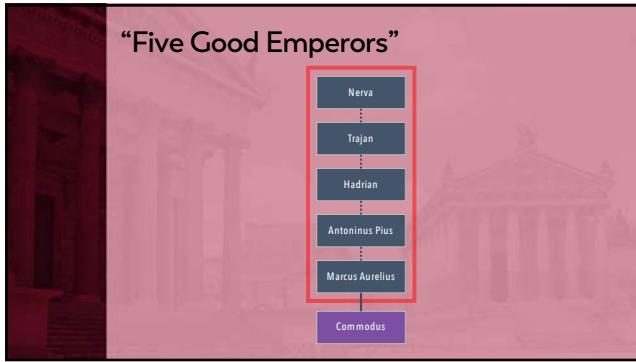 “Five Good Emperors”
Nerva
Trajan
Hadrian
Antoninus Pius
Marcus Aurelius
Commodus